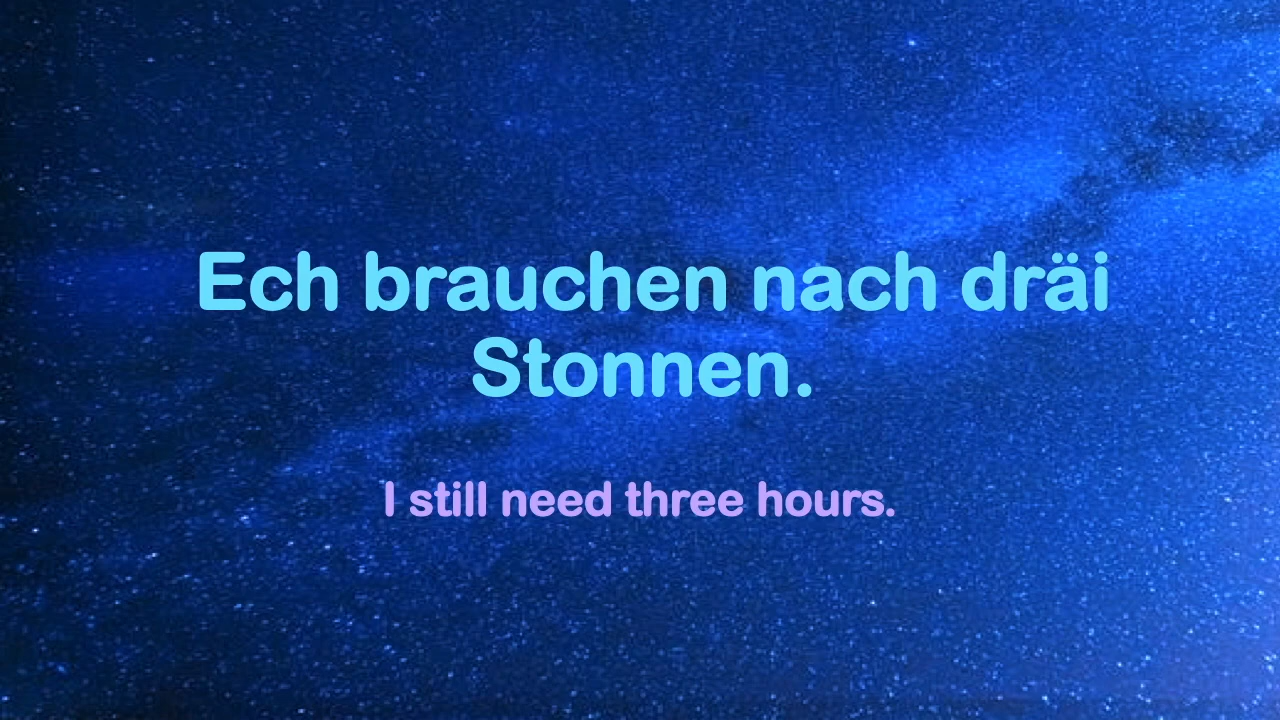 Ech brauchen nach dräi
Stonnen.
I still need three hours.